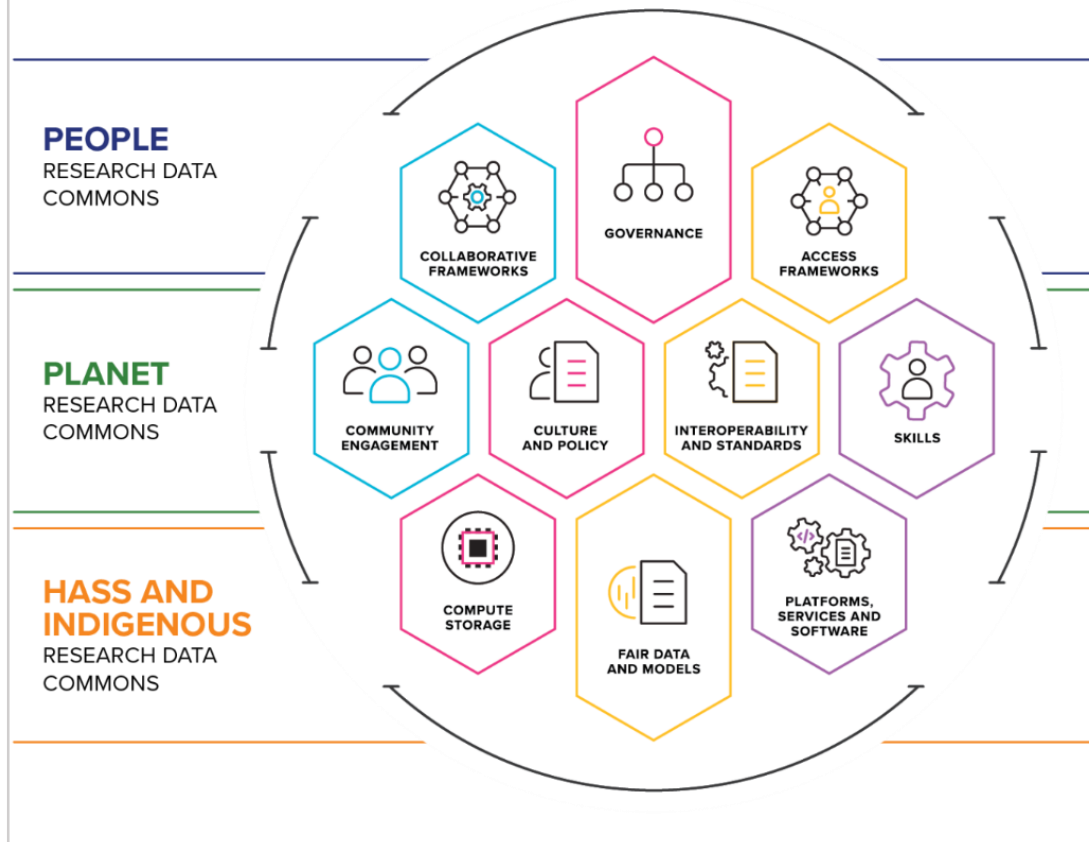 PEOPLE
RESEARCH DATA
COMMONS
PLANET
RESEARCH DATA
COMMONS
HASS AND
INDIGENOUS
RESEARCH DATA
COMMONS
COLLABORATIVE
FRAMEWORKS
GOVERNANCE
ACCESS
FRAMEWORKS
COMMUNITY
ENGAGEMENT
CULTURE
AND POLICY
INTEROPERABILITY
AND STANDARDS
SKILLS
COMPUTE
STORAGE
FAIR DATA
AND MODELS
</>
PLATFORMS,
SERVICES AND
SOFTWARE